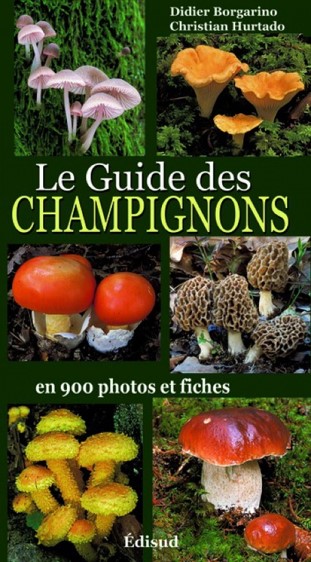 Didier Borgarino
Christian Hurtado
Le Guide des
CHAMPIGNONS
en 900 photos et fiches
Édisud